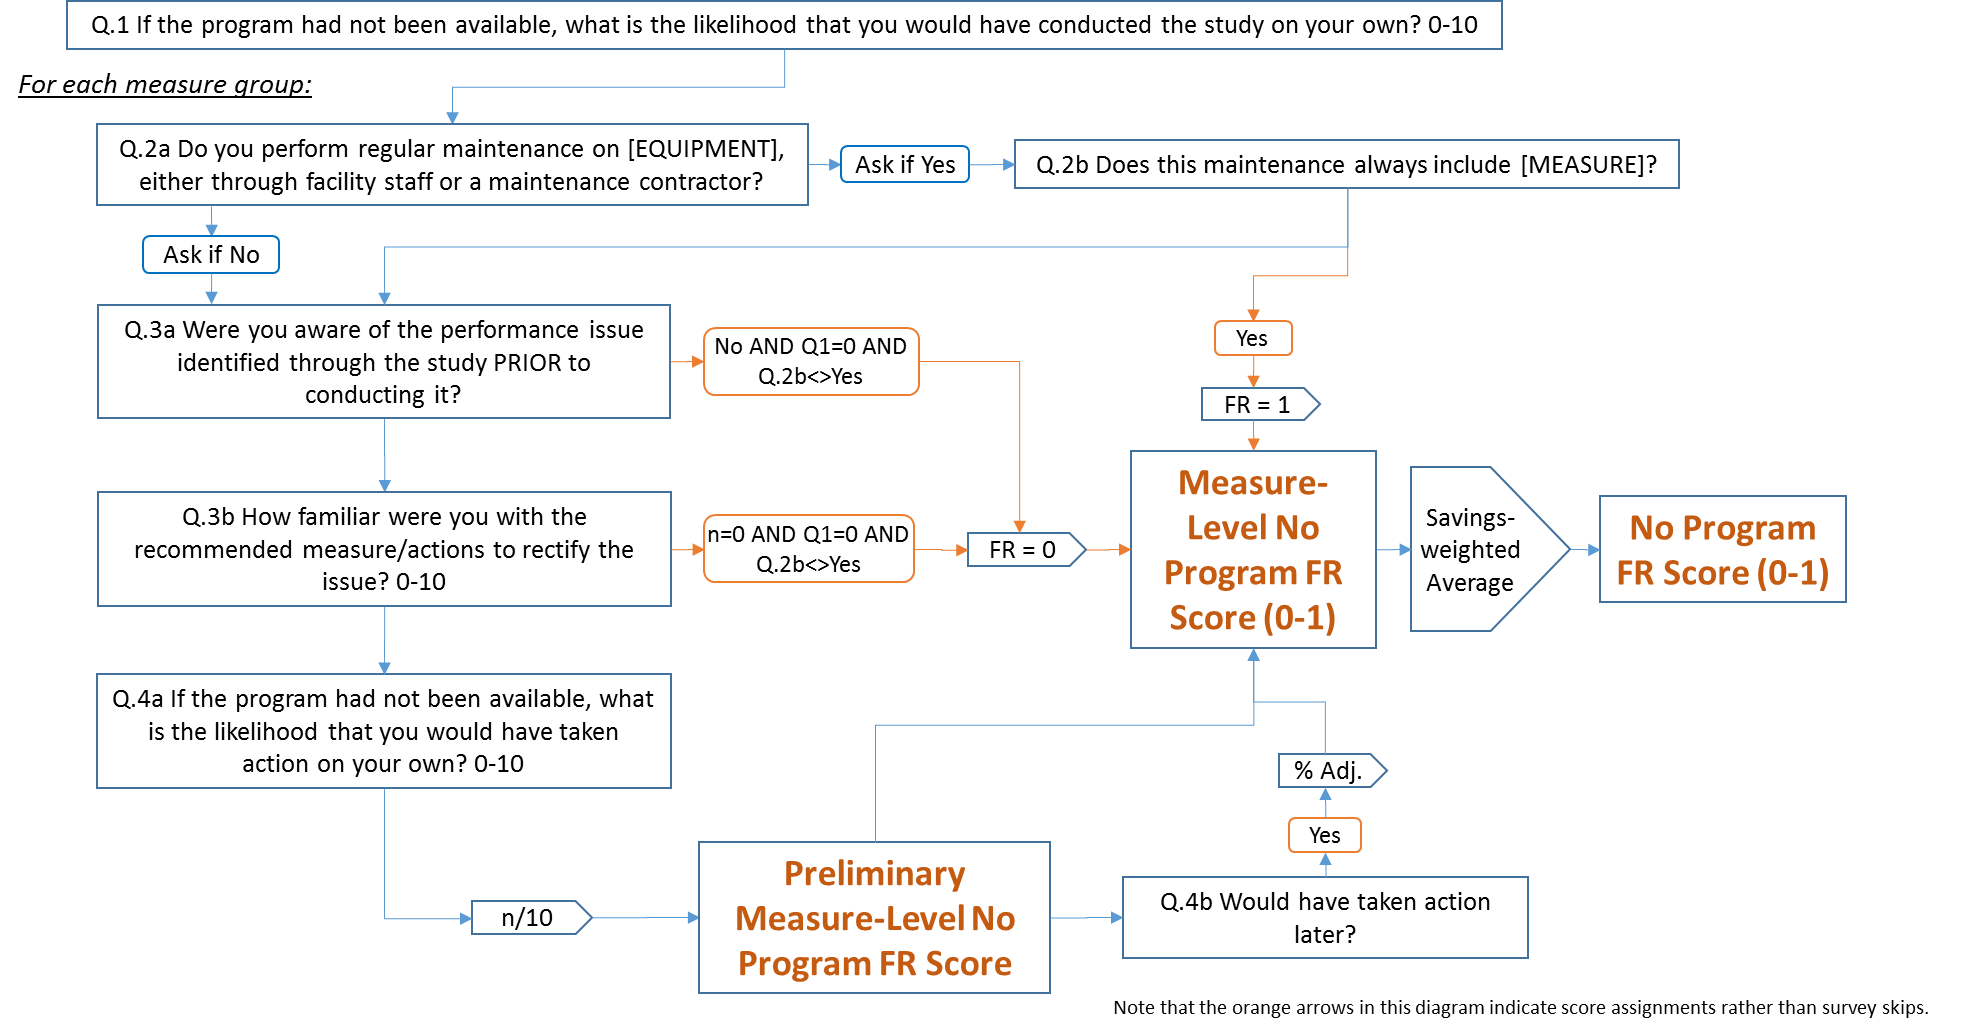 Q.1 If the program had not been available, what is the likelihood that you would have conducted the study on your own? 0-10
For each measure group:
Q.2a Do you perform regular maintenance on [EQUIPMENT],
either through facility staff or a maintenance contractor?
Ask if Yes
Q.2b Does this maintenance always include [MEASURE]?
Ask if No
Q.3a Were you aware of the performance issue
identified through the study PRIOR to
conducting it?
No AND Q1=0 AND
Q.2b<>Yes
Yes
FR = 1
Q.3b How familiar were you with the
recommended measure/actions to rectify the
issue? 0-10
n=0 AND Q1=0 AND
Q.2b<>Yes
FR = 0
Measure-
Level No
Program FR
Score (0-1)
Savings-
weighted
Average
No Program
FR Score (0-1)
Q.4a If the program had not been available, what
is the likelihood that you would have taken
action on your own? 0-10
% Adj.
Yes
n/10
Preliminary
Measure-Level No
Program FR Score
Q.4b Would have taken action
later?
Note that the orange arrows in this diagram indicate score assignments rather than survey skips.